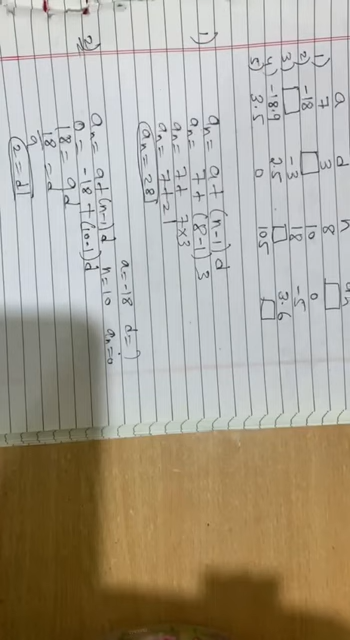 a d n an
1) 7 3 8 □
2) -18 □ 10 0
3) □ -3 18 -5
4) -18.9 2.5 □ 3.6
5) 3.5 0 105 □
1) an = a + (n-1) d
an = 7 + (8-1) 3
an = 7 + 7×3
an = 7+21
an = 28
2) a = -18 d = ?
an = a + (n-1) d n = 10 an = 0
0 = -18 + (10-1)d
18 = 9d
18/9 = d
2 = d